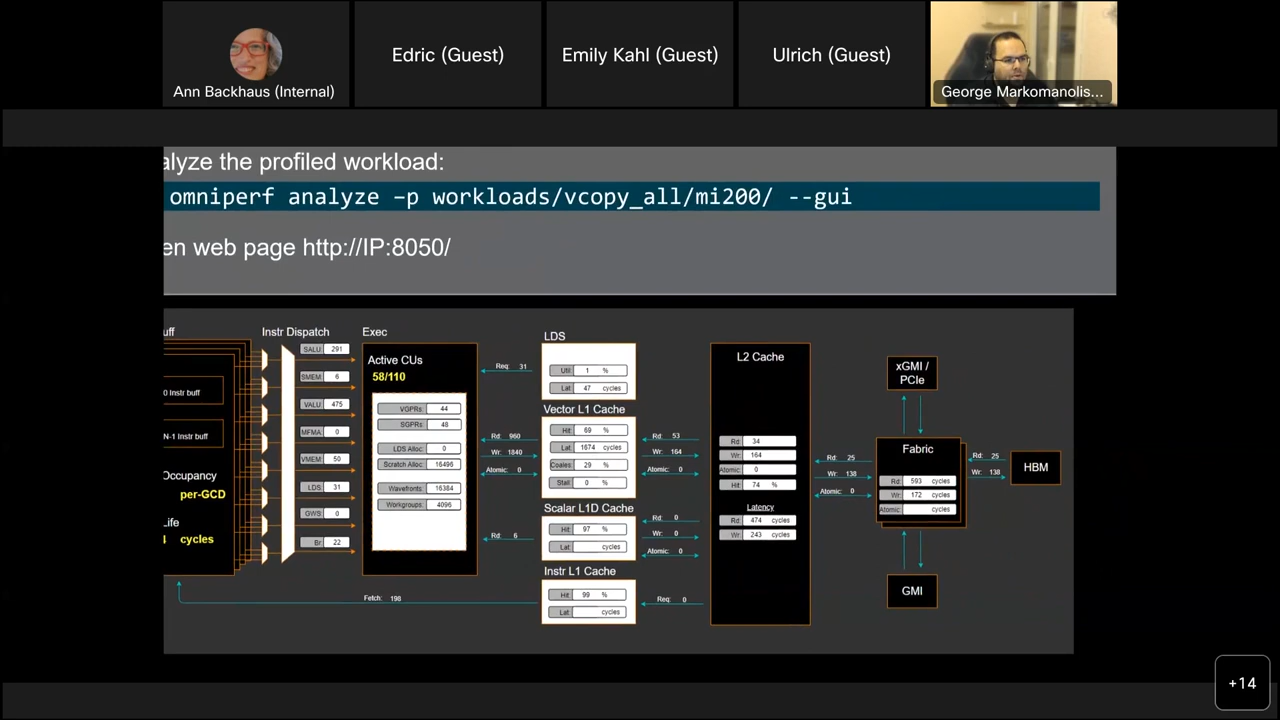 Ann Backhaus (Internal)
Edric (Guest)
Emily Kahl (Guest)
Ulrich (Guest)
George Markomanolis...
alyze the profiled workload:
omniperf analyze –p workloads/vcopy_all/mi200/ --gui
en web page http://IP:8050/
uff
0 Instr buff
N-1 Instr buff
Occupancy
per-GCD
Life
cycles
Instr Dispatch
SALU: 291
SMEM: 6
VALU: 475
MFMA: 0
VMEM: 50
LDS: 31
GWS: 0
Br: 22
Exec
Active CUs
58/110
VGPRs: 44
SGPRs: 48
LDS Alloc: 0
Scratch Alloc: 16496
Wavefronts: 16384
Workgroups: 4096
Fetch: 198
Req: 31
Rd: 960
Wr: 1840
Atomic: 0
Rd: 6
LDS
Util: 1 %
Lat: 47 cycles
Vector L1 Cache
Hit: 69 %
Lat: 1674 cycles
Coales: 29 %
Stall: 0 %
Scalar L1D Cache
Hit: 97 %
Lat: cycles
Instr L1 Cache
Hit: 99 %
Lat: cycles
Rd: 53
Wr: 164
Atomic: 0
Rd: 0
Wr: 0
Atomic: 0
Req: 0
L2 Cache
Rd: 34
Wr: 164
Atomic: 0
Hit: 74 %
Latency
Rd: 474 cycles
Wr: 243 cycles
Rd: 25
Wr: 138
Atomic: 0
xGMI /
PCIe
Fabric
Rd: 593 cycles
Wr: 172 cycles
Atomic: cycles
GMI
Rd: 25
Wr: 138
HBM
+14